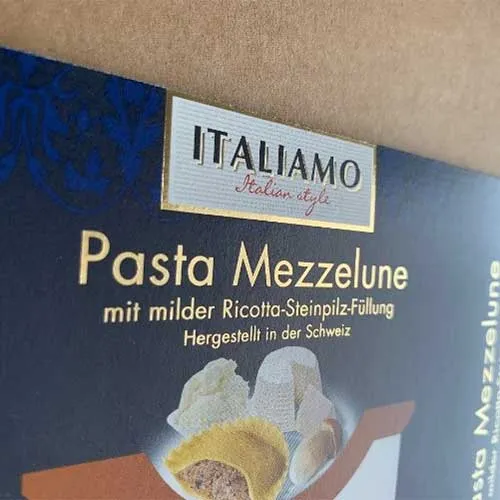 ITALIAMO
Italian style
Pasta Mezzelune
mit milder Ricotta-Steinpilz-Füllung
Hergestellt in der Schweiz
Pasta Mezzelune